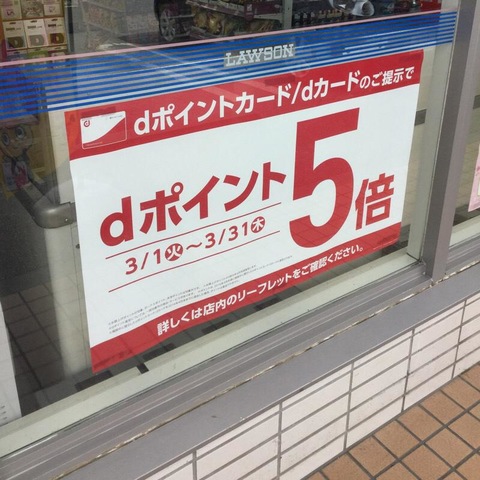 LAWSON
dポイントカード/dカードのご提示で
dポイント5倍
3/1火～3/31木
詳しくは店内のリーフレットをご確認ください。